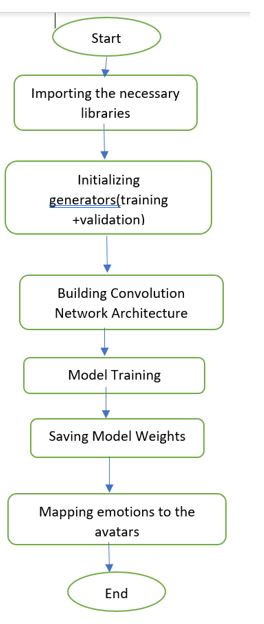 Start
Importing the necessary
libraries
Initializing
generators(training
+validation)
Building Convolution
Network Architecture
Model Training
Saving Model Weights
Mapping emotions to the
avatars
End